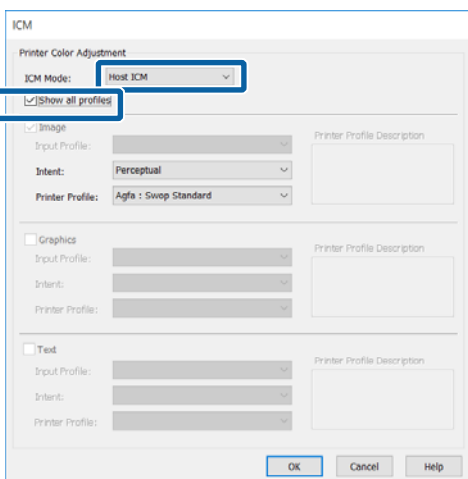 ICM
Printer Color Adjustment
ICM Mode: Host ICM
Show all profiles
Image
Input Profile:
Printer Profile Description
Intent: Perceptual
Printer Profile: Agfa : Swop Standard
Graphics
Input Profile:
Printer Profile Description
Intent:
Printer Profile:
Text
Input Profile:
Printer Profile Description
Intent:
Printer Profile:
OK Cancel Help